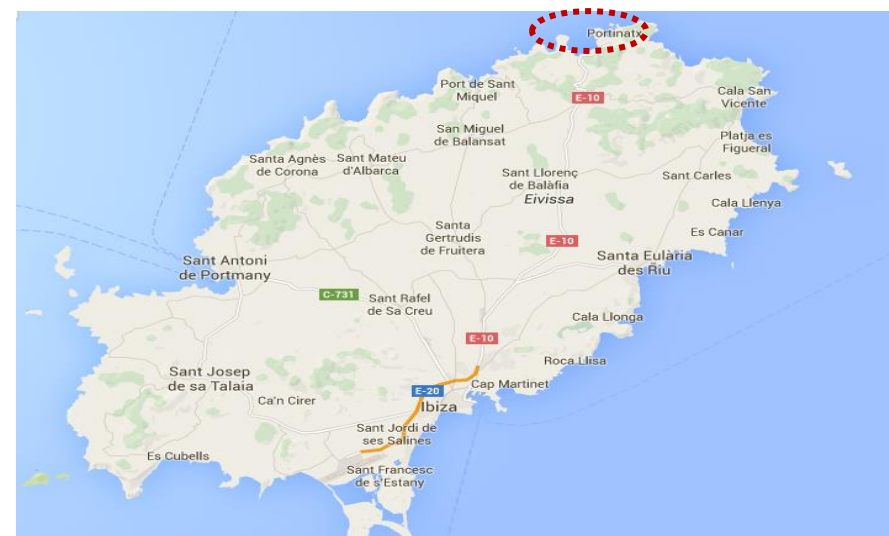 Portinatx
Port de Sant
Miquel
E-10
Cala San
Vicente
San Miguel
de Balansat
Platja es
Figueral
Santa Agnès
de Corona
Sant Mateu
d'Albarca
Sant Llorenç
de Balàfia
Eivissa
Sant Carles
Cala Llenya
Santa
Gertrudis
de Fruitera
Es Canar
E-10
Sant Antoni
de Portmany
Santa Eulària
des Riu
C-731
Sant Rafel
de Sa Creu
Cala Llonga
E-10
Roca Llisa
Sant Josep
de sa Talaia
E-20
Cap Martinet
Ca'n Cirer
Ibiza
Sant Jordi de
ses Salines
Es Cubells
Sant Francesc
de s'Estany